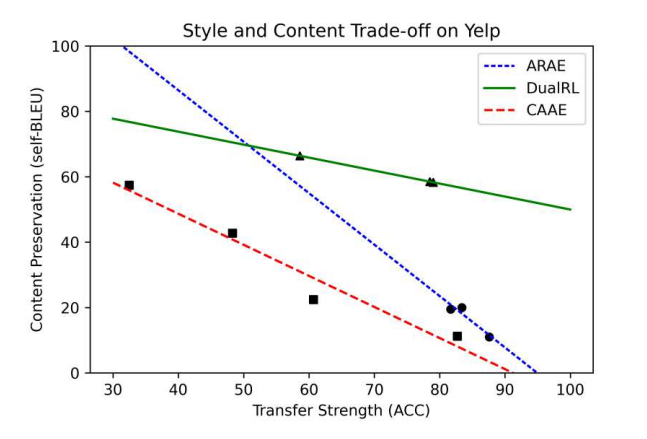 Style and Content Trade-off on Yelp
100
80
60
40
20
0
Content Preservation (self-BLEU)
ARAE
DualRL
CAAE
30 40 50 60 70 80 90 100
Transfer Strength (ACC)